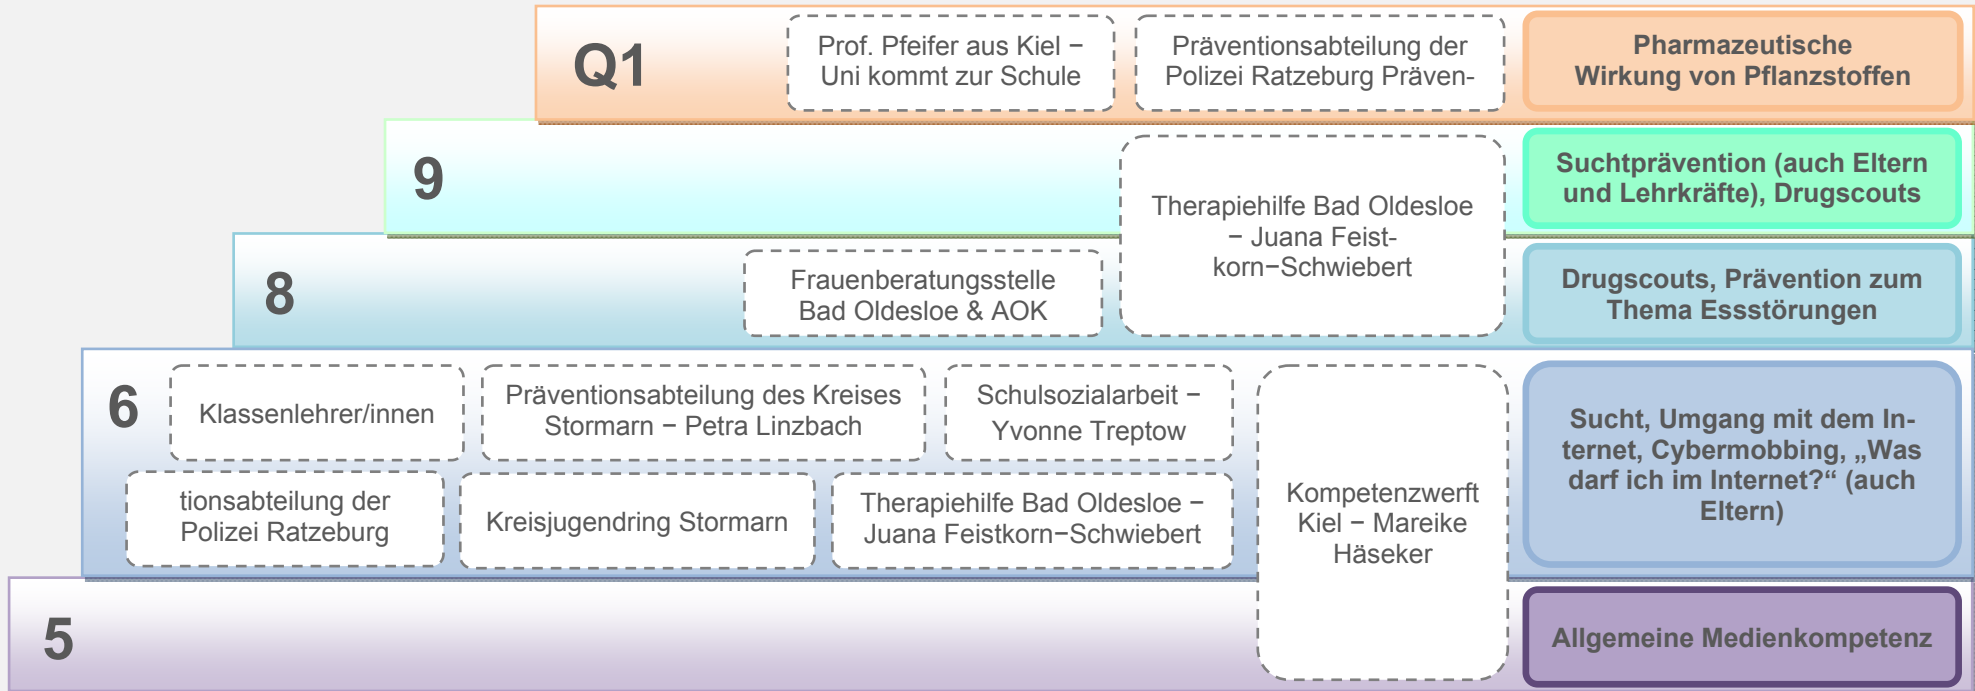 Q1
Prof. Pfeifer aus Kiel −
Uni kommt zur Schule
Präventionsabteilung der
Polizei Ratzeburg Präven-
Pharmazeutische
Wirkung von Pflanzstoffen
9
Therapiehilfe Bad Oldesloe
− Juana Feist-
korn−Schwiebert
Suchtprävention (auch Eltern
und Lehrkräfte), Drugscouts
8
Frauenberatungsstelle
Bad Oldesloe & AOK
Drugscouts, Prävention zum
Thema Essstörungen
6
Klassenlehrer/innen
Präventionsabteilung des Kreises
Stormarn − Petra Linzbach
Schulsozialarbeit −
Yvonne Treptow
tionsabteilung der
Polizei Ratzeburg
Kreisjugendring Stormarn
Therapiehilfe Bad Oldesloe −
Juana Feistkorn−Schwiebert
Kompetenzwerft
Kiel − Mareike
Häseker
Sucht, Umgang mit dem In-
ternet, Cybermobbing, „Was
darf ich im Internet?“ (auch
Eltern)
5
Allgemeine Medienkompetenz